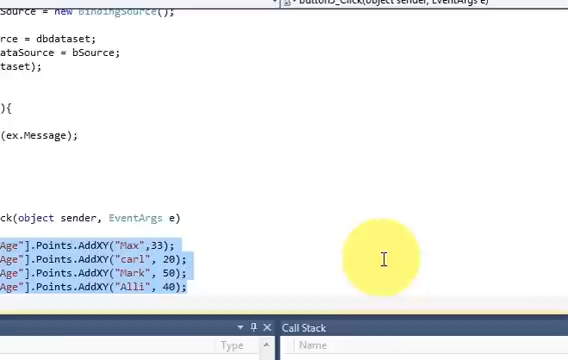 button3_Click(object sender, EventArgs e)
Source = new BindingSource();
rce = dbdataset;
ataSource = bSource;
taset);
){
(ex.Message);
ck(object sender, EventArgs e)
Age"].Points.AddXY("Max",33);
Age"].Points.AddXY("carl", 20);
Age"].Points.AddXY("Mark", 50);
Age"].Points.AddXY("Alli", 40);
Call Stack
Type
Name